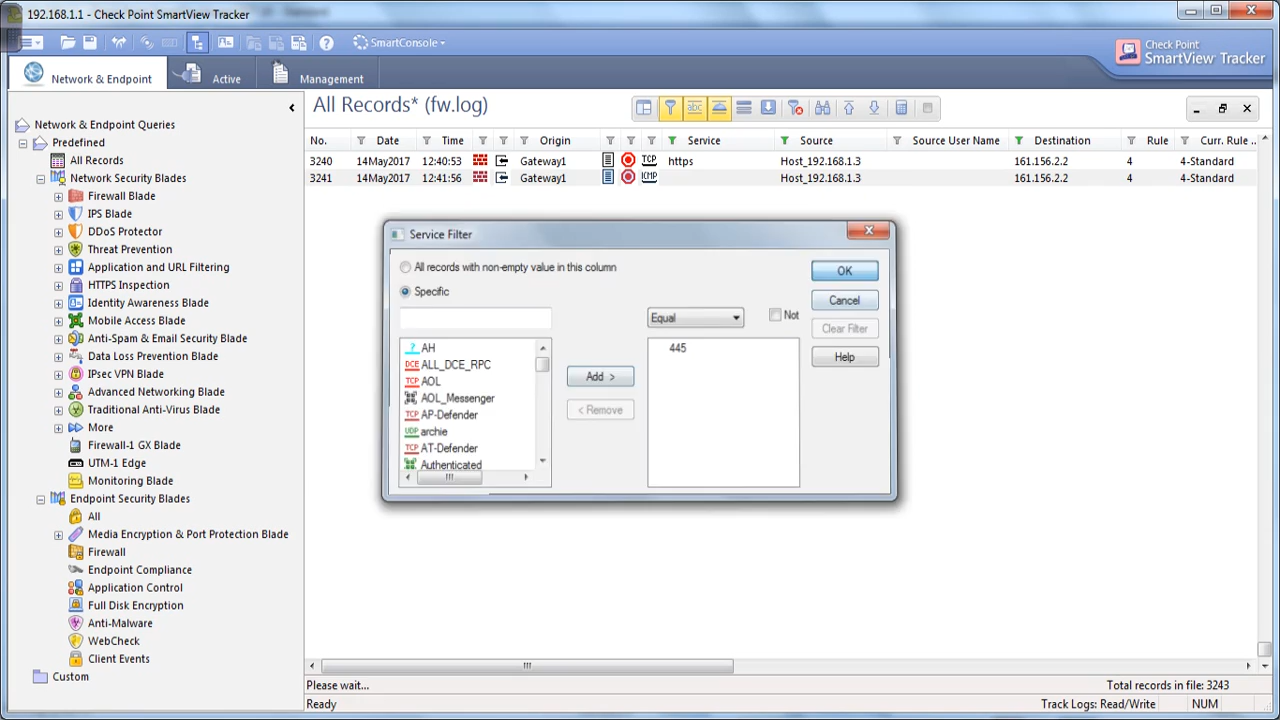 192.168.1.1 - Check Point SmartView Tracker
SmartConsole
Check Point
SmartView Tracker
Network & Endpoint
Active
Management
All Records* (fw.log)
Network & Endpoint Queries
Predefined
All Records
Network Security Blades
Firewall Blade
IPS Blade
DDoS Protector
Threat Prevention
Application and URL Filtering
HTTPS Inspection
Identity Awareness Blade
Mobile Access Blade
Anti-Spam & Email Security Blade
Data Loss Prevention Blade
IPsec VPN Blade
Advanced Networking Blade
Traditional Anti-Virus Blade
More
Firewall-1 GX Blade
UTM-1 Edge
Monitoring Blade
Endpoint Security Blades
All
Media Encryption & Port Protection Blade
Firewall
Endpoint Compliance
Application Control
Full Disk Encryption
Anti-Malware
WebCheck
Client Events
Custom
No. Date Time Origin Service Source Source User Name Destination Rule Curr. Rule ...
3240 14May2017 12:40:53 Gateway1 TCP https Host_192.168.1.3 161.156.2.2 4 4-Standard
3241 14May2017 12:41:56 Gateway1 ICMP Host_192.168.1.3 161.156.2.2 4 4-Standard
Service Filter
All records with non-empty value in this column
Specific
Equal
Not
OK
Cancel
Clear Filter
Help
? AH
DCE ALL_DCE_RPC
TCP AOL
AOL_Messenger
TCP AP-Defender
UDP archie
TCP AT-Defender
Authenticated
Add >
< Remove
445
Please wait...
Total records in file: 3243
Ready
Track Logs: Read/Write
NUM